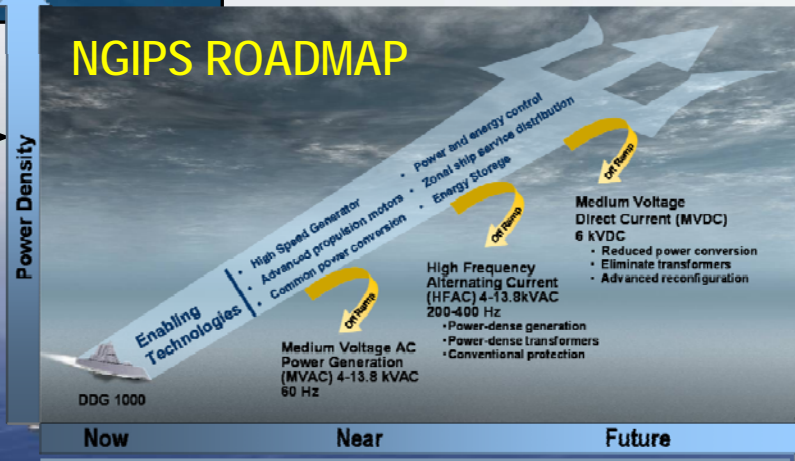 NGIPS ROADMAP
Power Density
Enabling
Technologies
• High Speed Generator
• Advanced propulsion motors
• Common power conversion
• Power and energy control
• Zonal ship service distribution
• Energy Storage
Off Ramp
Medium Voltage AC
Power Generation
(MVAC) 4-13.8 kVAC
60 Hz
Off Ramp
High Frequency
Alternating Current
(HFAC) 4-13.8kVAC
200-400 Hz
•Power-dense generation
•Power-dense transformers
•Conventional protection
Off Ramp
Medium Voltage
Direct Current (MVDC)
6 kVDC
• Reduced power conversion
• Eliminate transformers
• Advanced reconfiguration
DDG 1000
Now
Near
Future